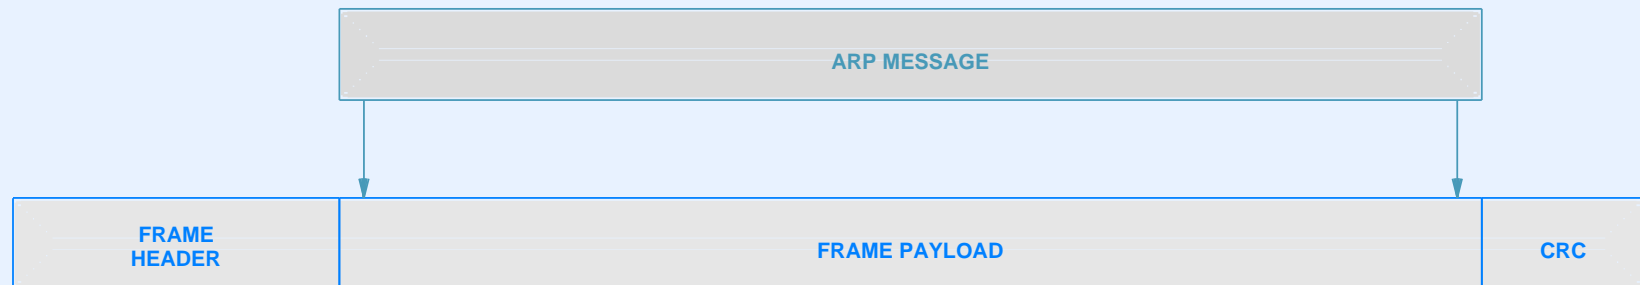 ARP MESSAGE
FRAME
HEADER
FRAME PAYLOAD
CRC